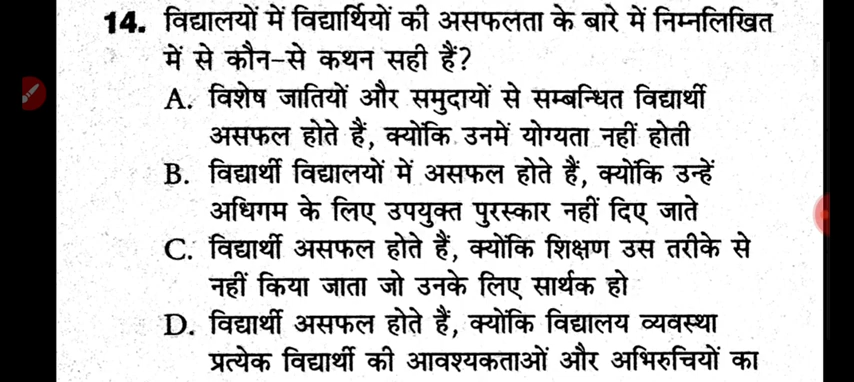 14. विद्यालयों में विद्यार्थियों की असफलता के बारे में निम्नलिखित
में से कौन-से कथन सही हैं?
A. विशेष जातियों और समुदायों से सम्बन्धित विद्यार्थी
असफल होते हैं, क्योंकि उनमें योग्यता नहीं होती
B. विद्यार्थी विद्यालयों में असफल होते हैं, क्योंकि उन्हें
अधिगम के लिए उपयुक्त पुरस्कार नहीं दिए जाते
C. विद्यार्थी असफल होते हैं, क्योंकि शिक्षण उस तरीके से
नहीं किया जाता जो उनके लिए सार्थक हो
D. विद्यार्थी असफल होते हैं, क्योंकि विद्यालय व्यवस्था
प्रत्येक विद्यार्थी की आवश्यकताओं और अभिरुचियों का